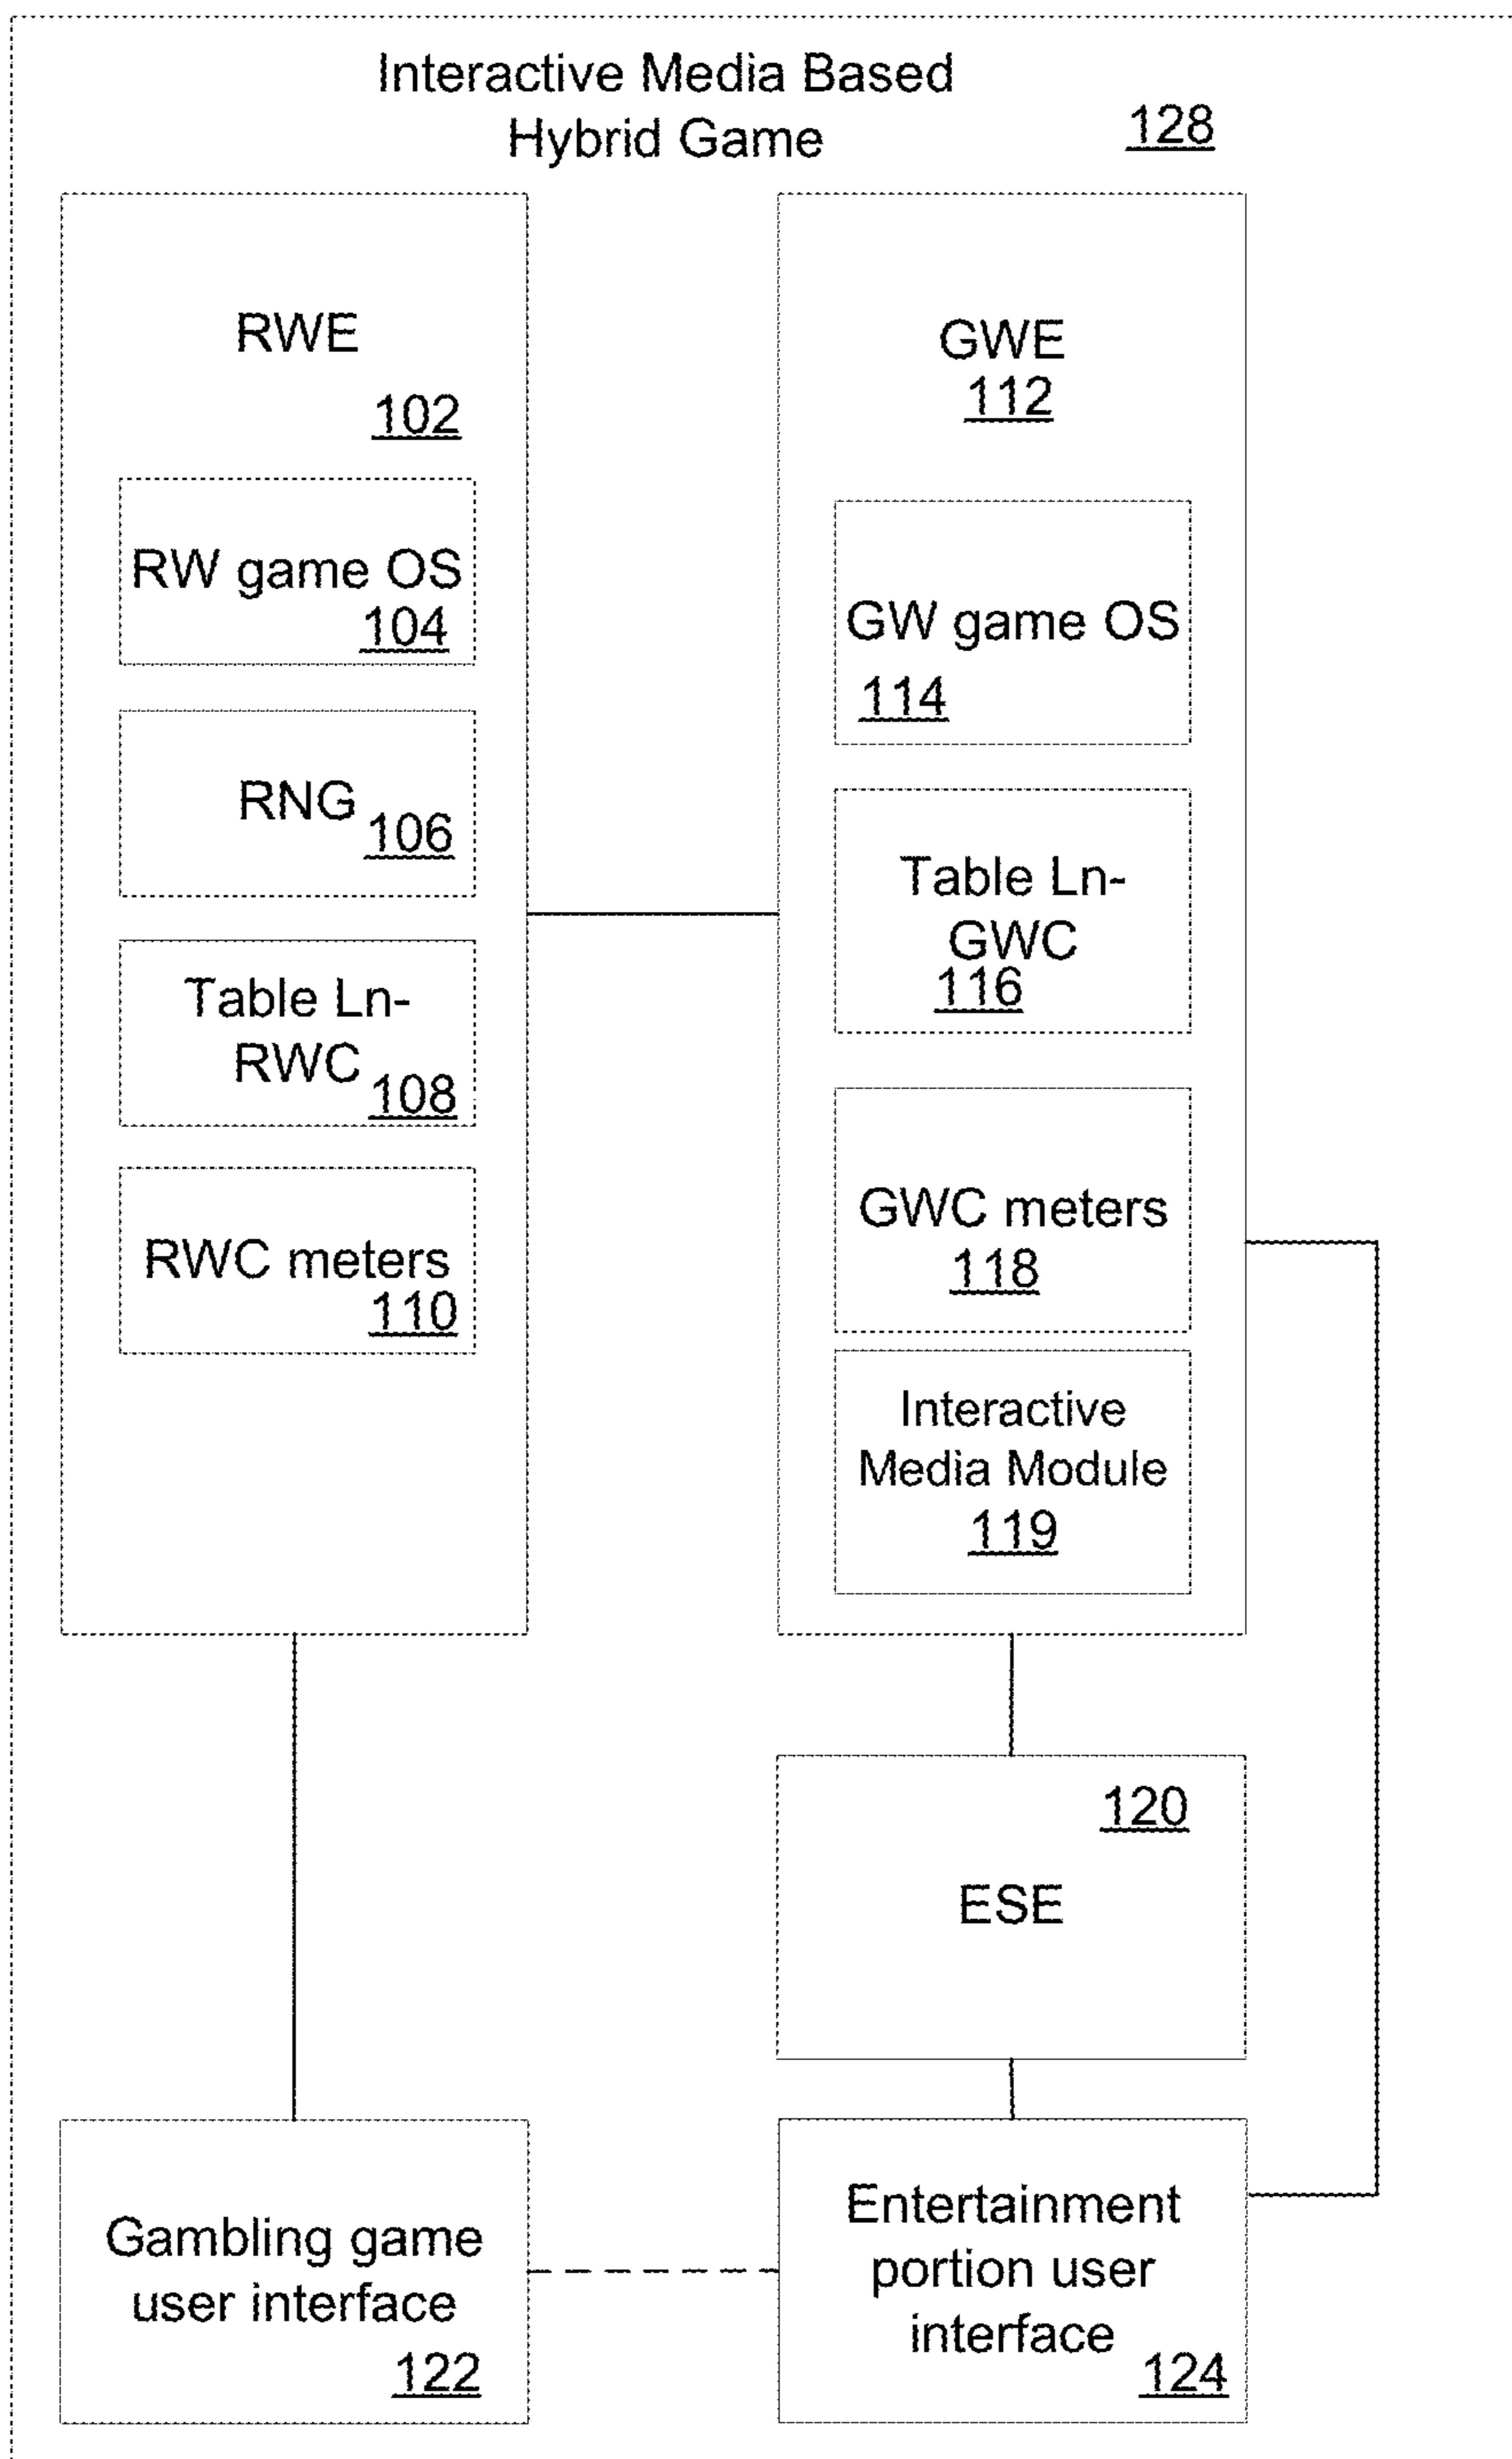 Interactive Media Based
Hybrid Game
128
RWE
102
RW game OS
104
RNG
106
Table Ln-
RWC
108
RWC meters
110
GWE
112
GW game OS
114
Table Ln-
GWC
116
GWC meters
118
Interactive
Media Module
119
120
ESE
Gambling game
user interface
122
Entertainment
portion user
interface
124